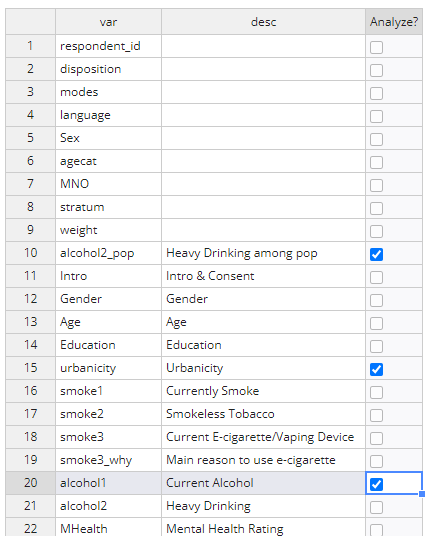 var desc Analyze?
1 respondent_id
2 disposition
3 modes
4 language
5 Sex
6 agecat
7 MNO
8 stratum
9 weight
10 alcohol2_pop Heavy Drinking among pop
11 Intro Intro & Consent
12 Gender Gender
13 Age Age
14 Education Education
15 urbanicity Urbanicity
16 smoke1 Currently Smoke
17 smoke2 Smokeless Tobacco
18 smoke3 Current E-cigarette/Vaping Device
19 smoke3_why Main reason to use e-cigarette
20 alcohol1 Current Alcohol
21 alcohol2 Heavy Drinking
22 MHealth Mental Health Rating